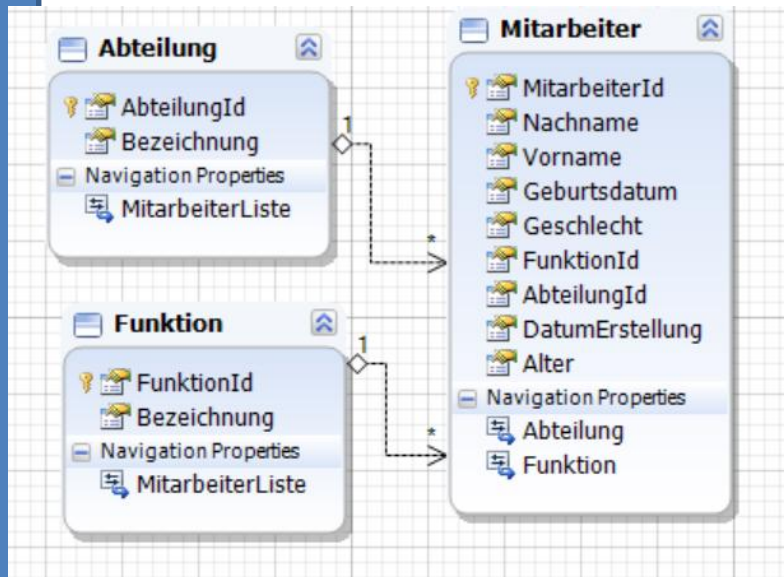 Abteilung
AbteilungId
Bezeichnung
Navigation Properties
MitarbeiterListe
1
*
Funktion
FunktionId
Bezeichnung
Navigation Properties
MitarbeiterListe
1
*
Mitarbeiter
MitarbeiterId
Nachname
Vorname
Geburtsdatum
Geschlecht
FunktionId
AbteilungId
DatumErstellung
Alter
Navigation Properties
Abteilung
Funktion